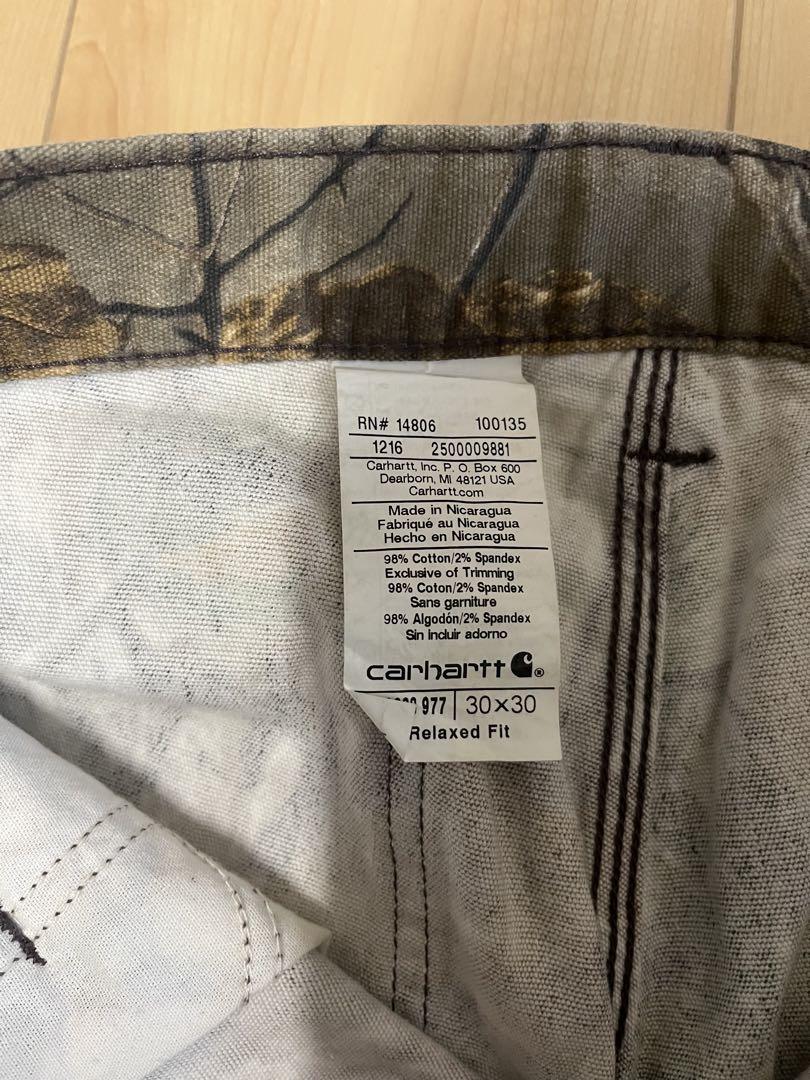 RN# 14806 100135
1216 2500009881
Carhartt, Inc. P. O. Box 600
Dearborn, MI 48121 USA
Carhartt.com
Made in Nicaragua
Fabriqué au Nicaragua
Hecho en Nicaragua
98% Cotton/2% Spandex
Exclusive of Trimming
98% Coton/2% Spandex
Sans garniture
98% Algodón/2% Spandex
Sin incluir adorno
carhartt ®
977 | 30×30
Relaxed Fit